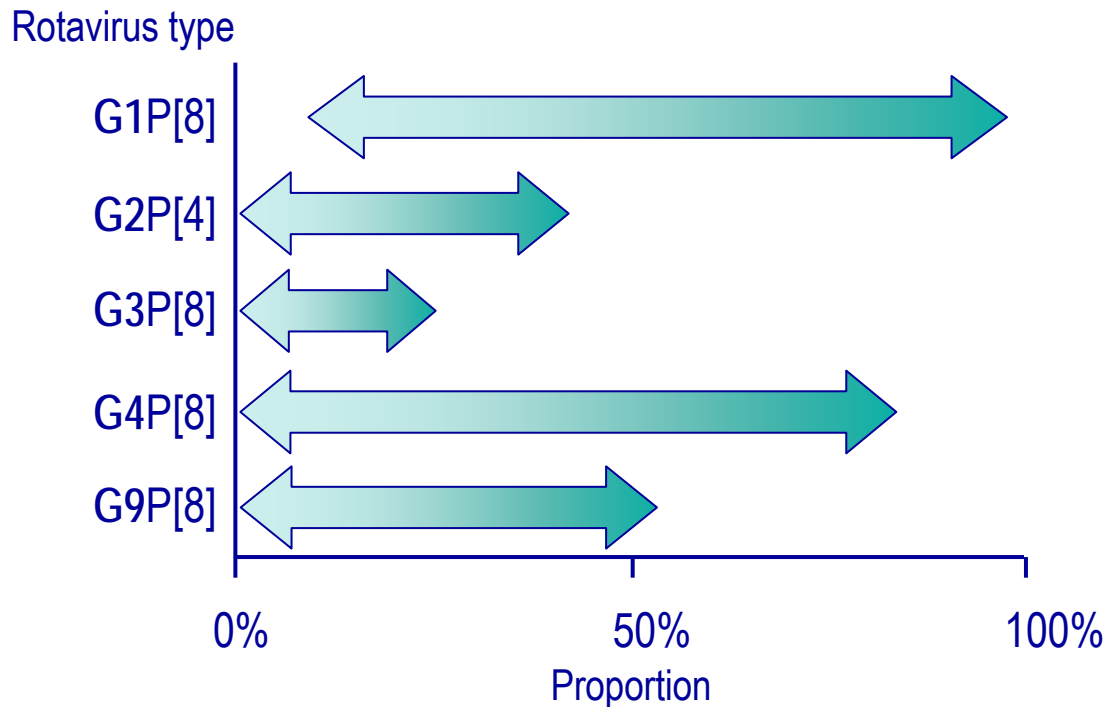 Rotavirus type
G1P[8]
G2P[4]
G3P[8]
G4P[8]
G9P[8]
0% 50% 100%
Proportion